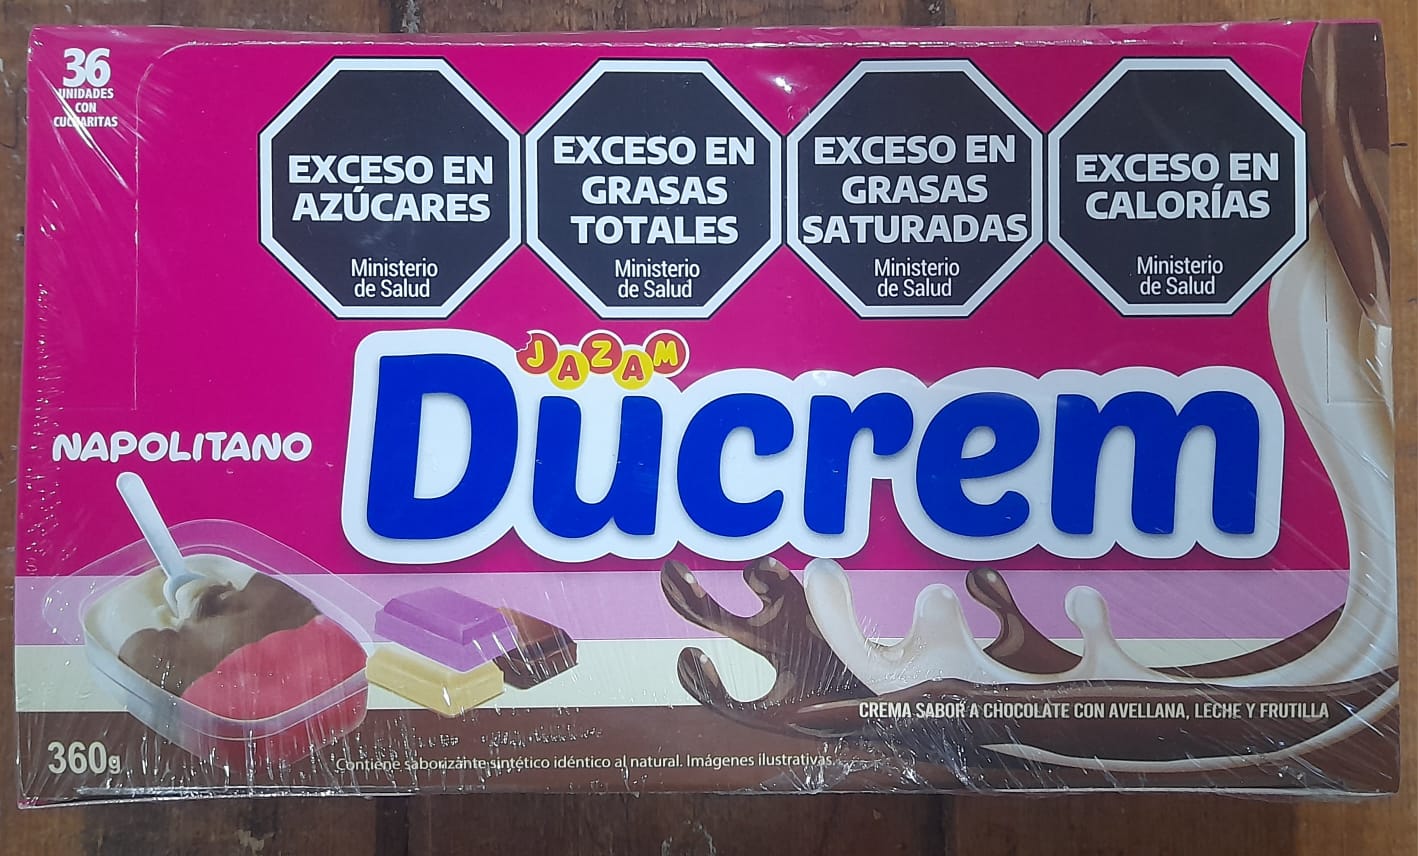 36
UNIDADES
CON
CUCHARITAS
EXCESO EN
AZÚCARES
Ministerio
de Salud
EXCESO EN
GRASAS
TOTALES
Ministerio
de Salud
EXCESO EN
GRASAS
SATURADAS
Ministerio
de Salud
EXCESO EN
CALORÍAS
Ministerio
de Salud
JAZAM
Ducrem
NAPOLITANO
CREMA SABOR A CHOCOLATE CON AVELLANA, LECHE Y FRUTILLA
360g
Contiene saborizante sintético idéntico al natural. Imágenes ilustrativas.